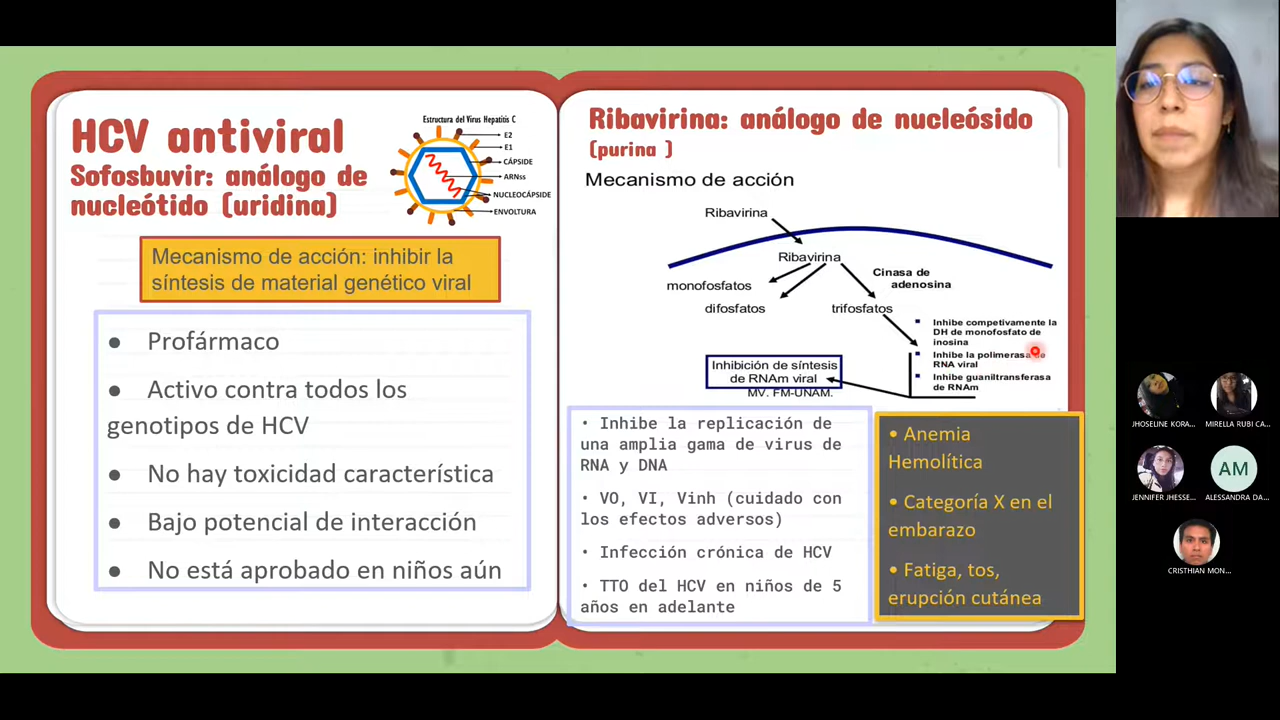 HCV antiviral
Sofosbuvir: análogo de
nucleótido (uridina)
Estructura del Virus Hepatitis C
E2
E1
CÁPSIDE
ARNss
NUCLEOCÁPSIDE
ENVOLTURA
Mecanismo de acción: inhibir la
síntesis de material genético viral
● Profármaco
● Activo contra todos los
genotipos de HCV
● No hay toxicidad característica
● Bajo potencial de interacción
● No está aprobado en niños aún
Ribavirina: análogo de nucleósido
(purina )
Mecanismo de acción
Ribavirina
Ribavirina
Cinasa de
adenosina
monofosfatos
difosfatos
trifosfatos
Inhibe competivamente la
DH de monofosfato de
inosina
Inhibe la polimerasa
RNA viral
Inhibe guaniltransferasa
de RNAm
Inhibición de síntesis
de RNAm viral
MV. FM-UNAM.
• Inhibe la replicación de
una amplia gama de virus de
RNA y DNA
• VO, VI, Vinh (cuidado con
los efectos adversos)
• Infección crónica de HCV
• TTO del HCV en niños de 5
años en adelante
• Anemia
Hemolítica
• Categoría X en el
embarazo
• Fatiga, tos,
erupción cutánea
JHOSELINE KORA...
MIRELLA RUBI CA...
JENNIFER JHESSE...
AM
ALESSANDRA DA...
CRISTHIAN MON...